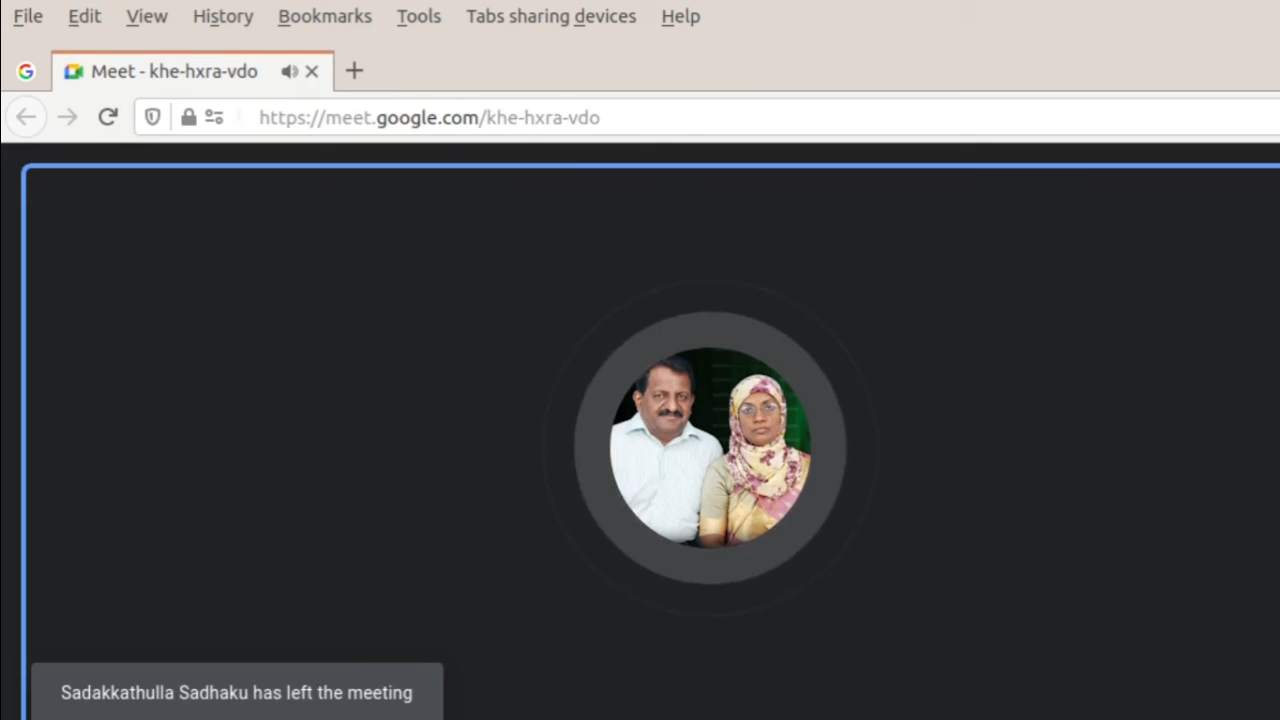 File Edit View History Bookmarks Tools Tabs sharing devices Help
Meet - khe-hxra-vdo
https://meet.google.com/khe-hxra-vdo
Sadakkathulla Sadhaku has left the meeting